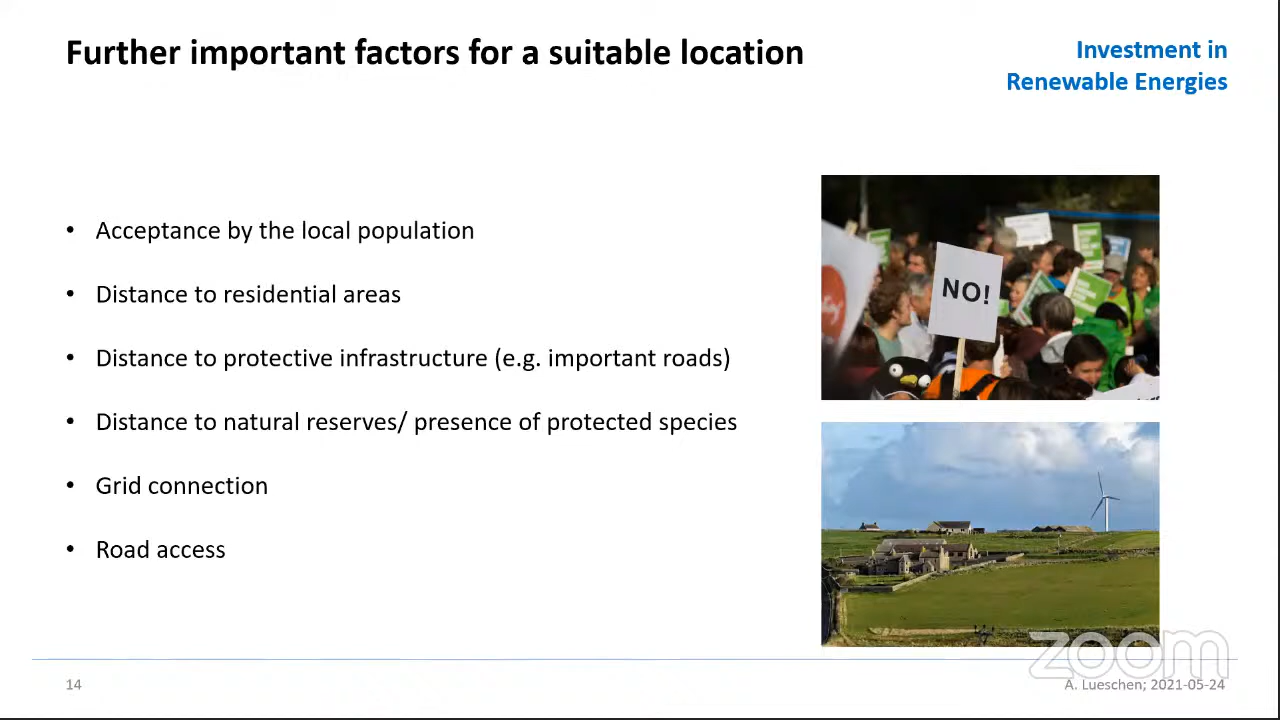 Further important factors for a suitable location
Investment in
Renewable Energies
• Acceptance by the local population
• Distance to residential areas
• Distance to protective infrastructure (e.g. important roads)
• Distance to natural reserves/ presence of protected species
• Grid connection
• Road access
NO!
zoom
14
A. Lueschen; 2021-05-24